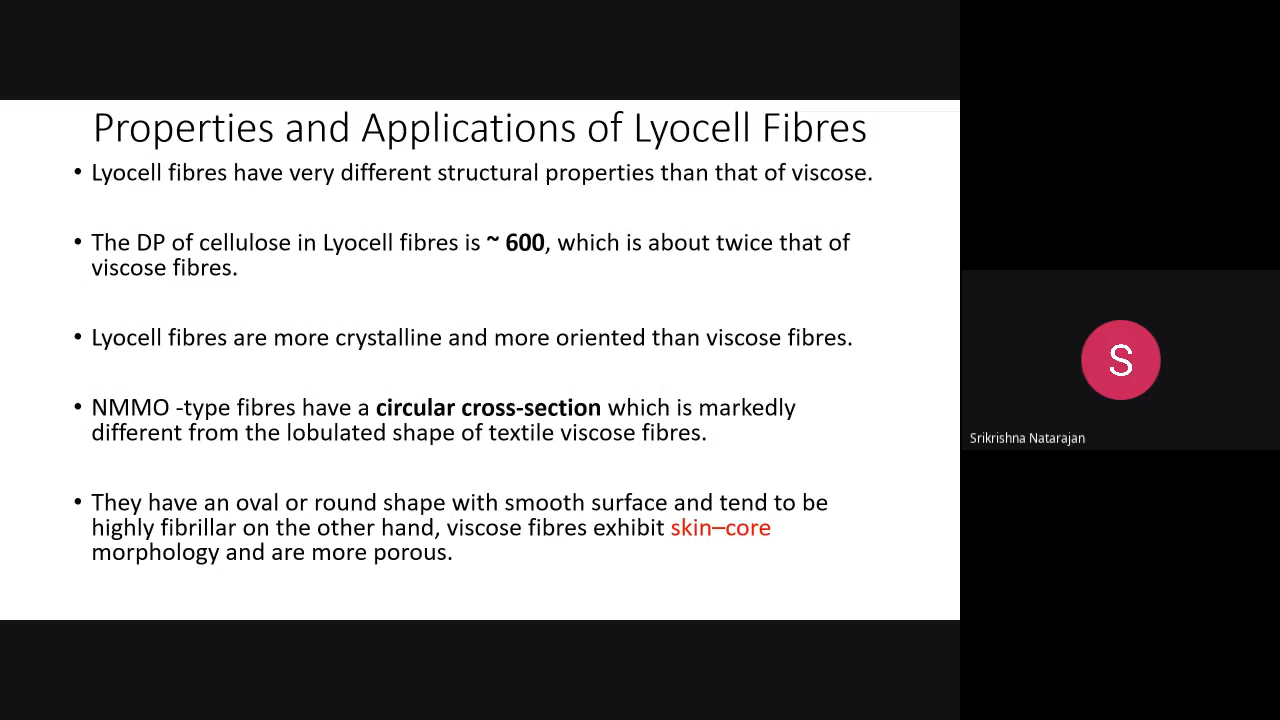 Properties and Applications of Lyocell Fibres
• Lyocell fibres have very different structural properties than that of viscose.
• The DP of cellulose in Lyocell fibres is ~ 600, which is about twice that of
viscose fibres.
• Lyocell fibres are more crystalline and more oriented than viscose fibres.
• NMMO -type fibres have a circular cross-section which is markedly
different from the lobulated shape of textile viscose fibres.
• They have an oval or round shape with smooth surface and tend to be
highly fibrillar on the other hand, viscose fibres exhibit skin–core
morphology and are more porous.
S
Srikrishna Natarajan